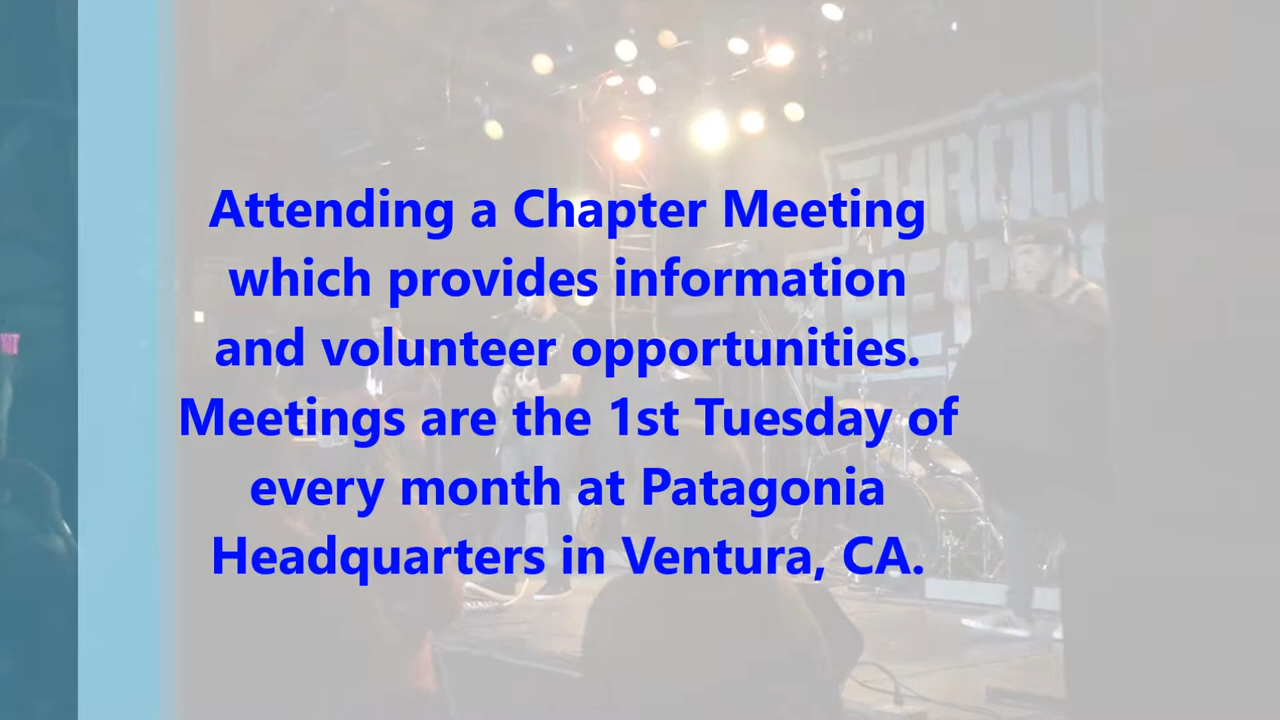 Attending a Chapter Meeting
which provides information
and volunteer opportunities.
Meetings are the 1st Tuesday of
every month at Patagonia
Headquarters in Ventura, CA.